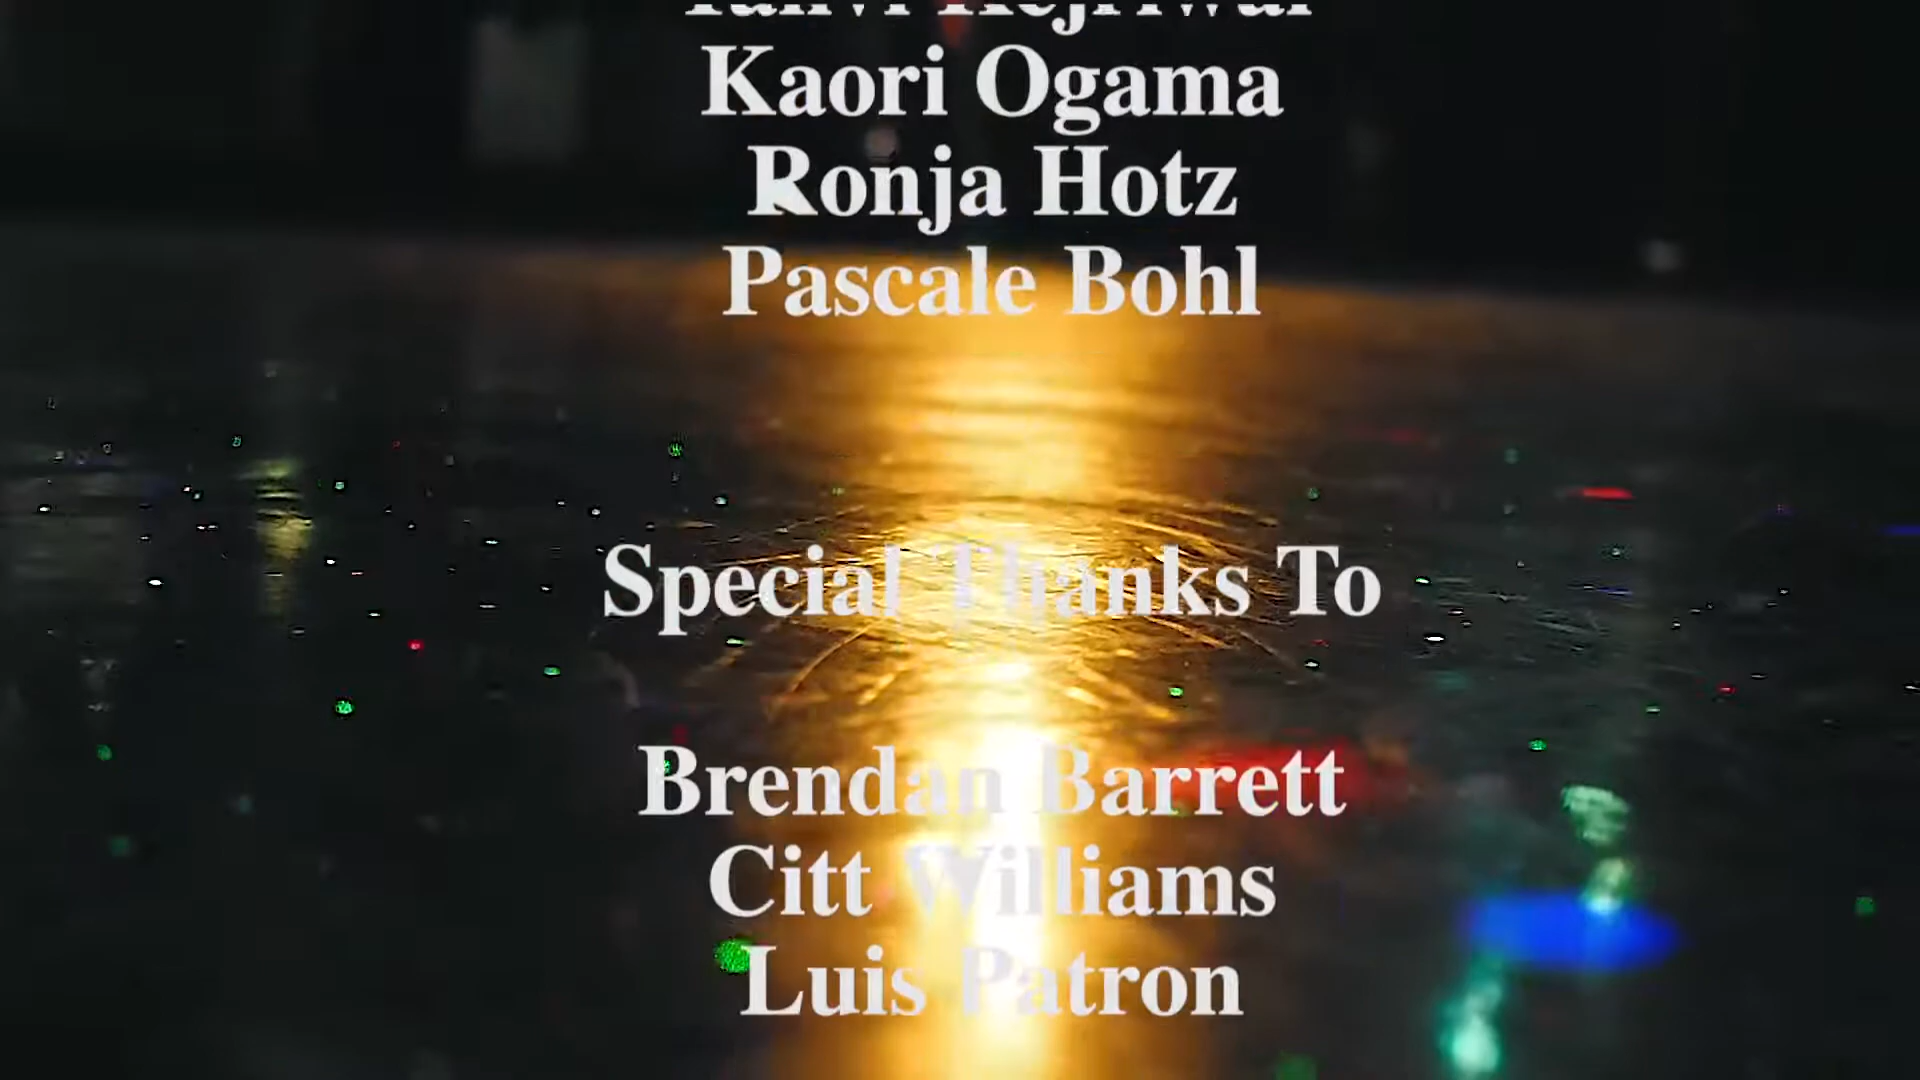 Kaori Ogama
Ronja Hotz
Pascale Bohl
Special Thanks To
Brendan Barrett
Citt Williams
Luis Patron